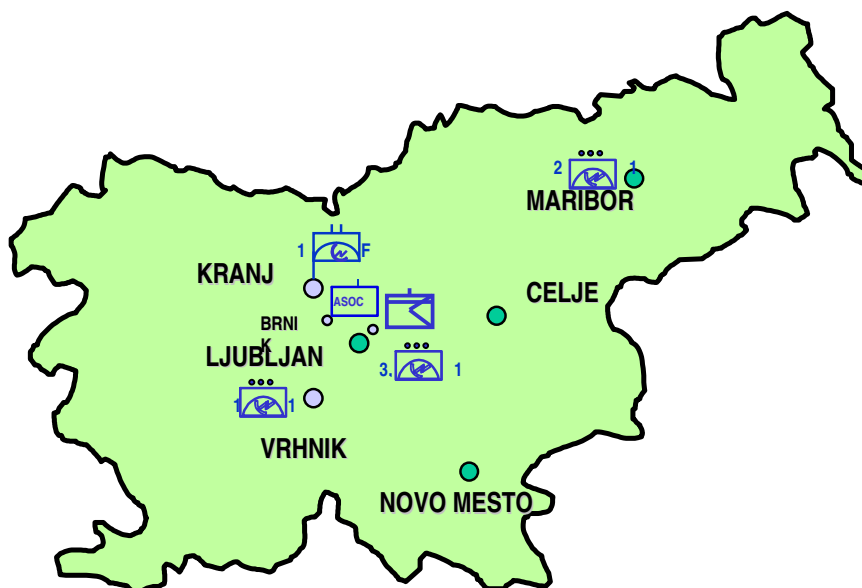 2 1
MARIBOR
1 F
KRANJ
ASOC
CELJE
BRNI
K
LJUBLJAN
3. 1
1 1
VRHNIK
NOVO MESTO